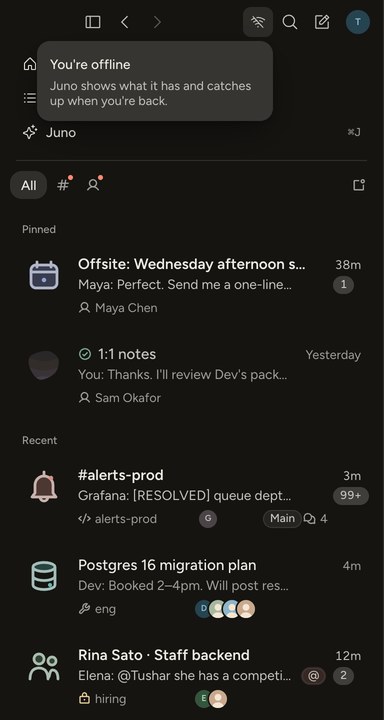 T
You're offline
Juno shows what it has and catches
up when you're back.
Juno ⌘J
All
Pinned
Offsite: Wednesday afternoon s... 38m
Maya: Perfect. Send me a one-line... 1
Maya Chen
1:1 notes Yesterday
You: Thanks. I'll review Dev's pack...
Sam Okafor
Recent
#alerts-prod 3m
Grafana: [RESOLVED] queue dept... 99+
alerts-prod G Main 4
Postgres 16 migration plan 4m
Dev: Booked 2–4pm. Will post res...
eng D
Rina Sato · Staff backend 12m
Elena: @Tushar she has a competi... @ 2
hiring E